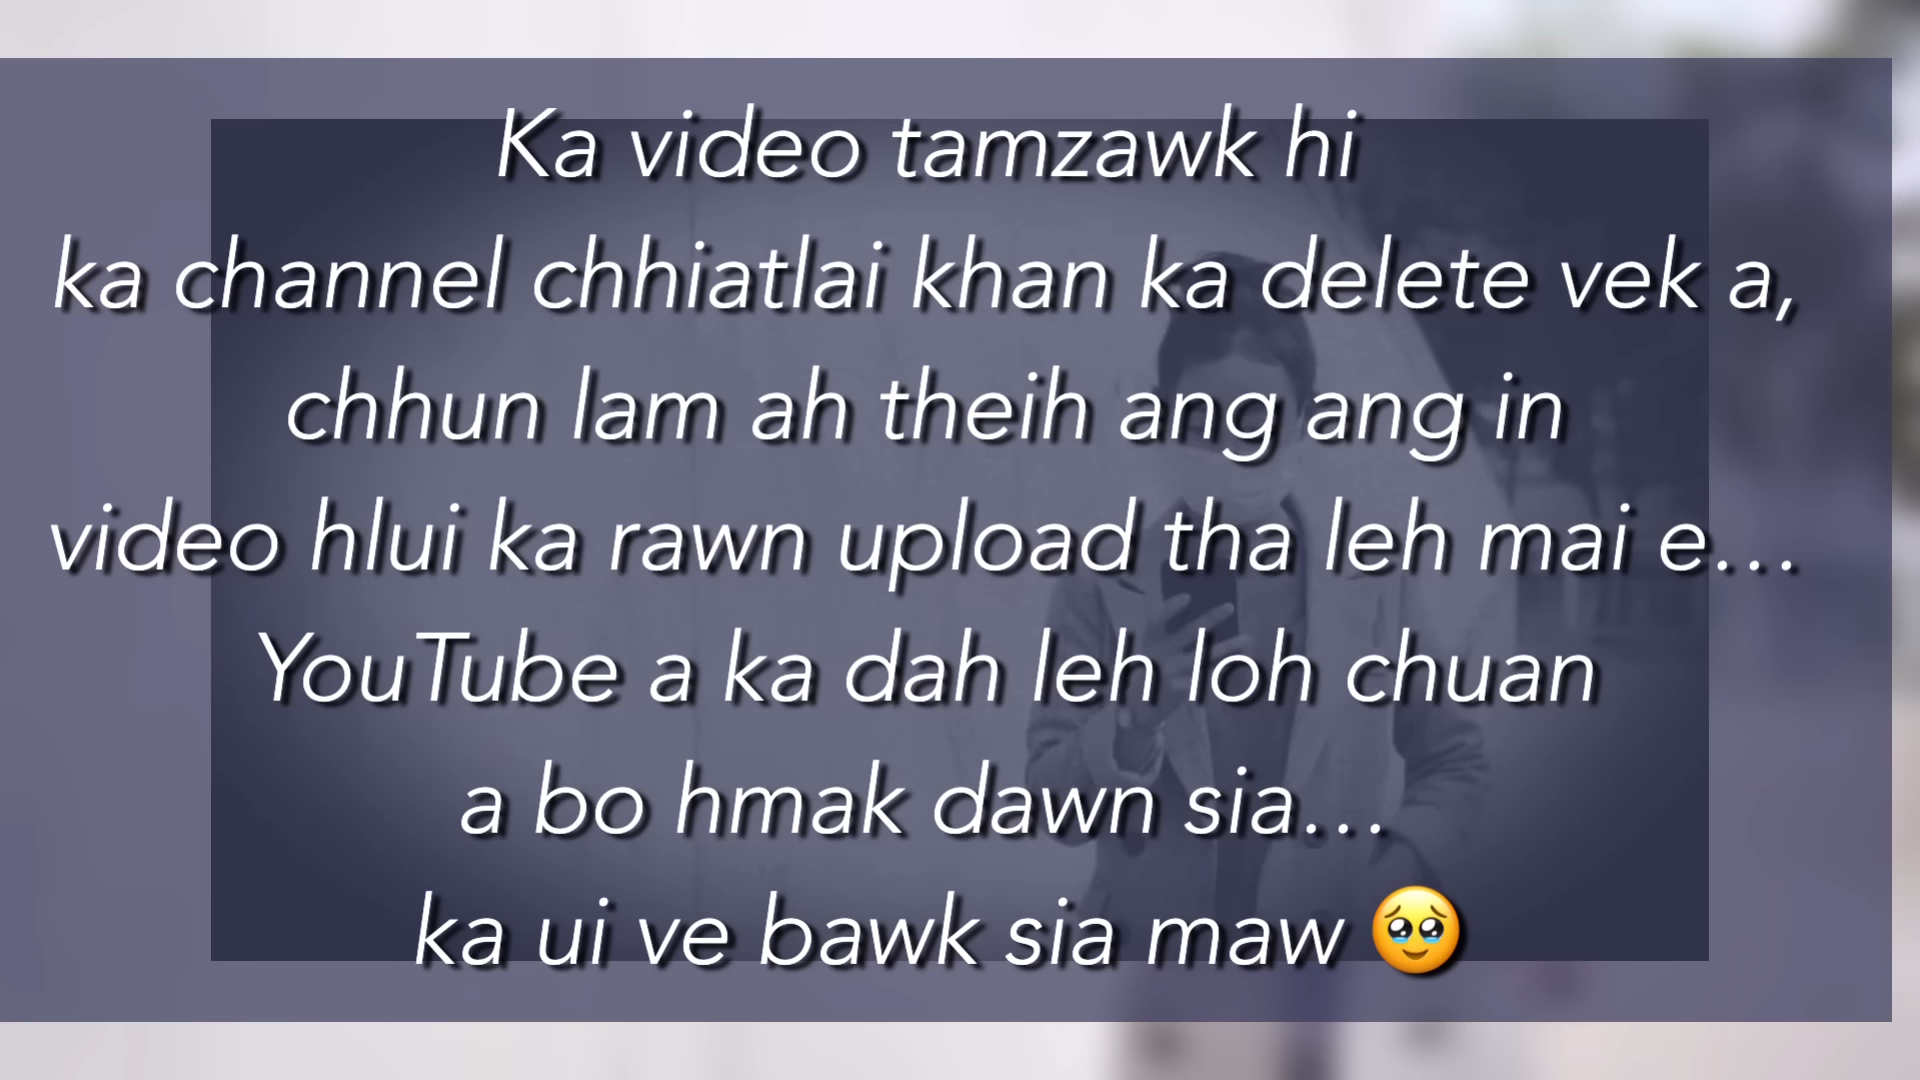 Ka video tamzawk hi
ka channel chhiatlai khan ka delete vek a,
chhun lam ah theih ang ang in
video hlui ka rawn upload tha leh mai e...
YouTube a ka dah leh loh chuan
a bo hmak dawn sia...
ka ui ve bawk sia maw 🥹